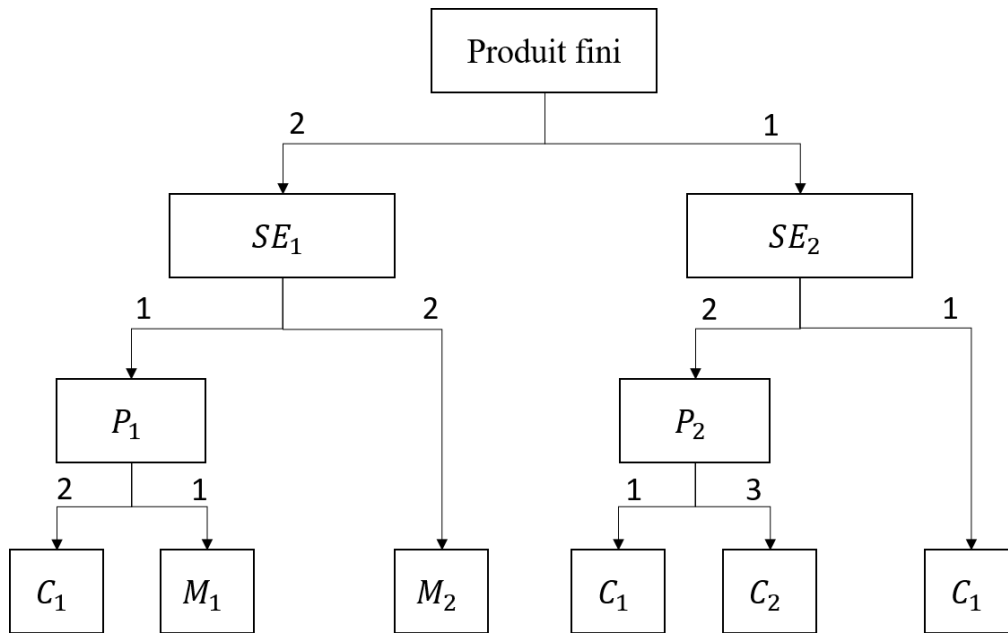 Produit fini
2 1
SE₁ SE₂
1 2 2 1
P₁ P₂
2 1 1 3
C₁ M₁ M₂ C₁ C₂ C₁